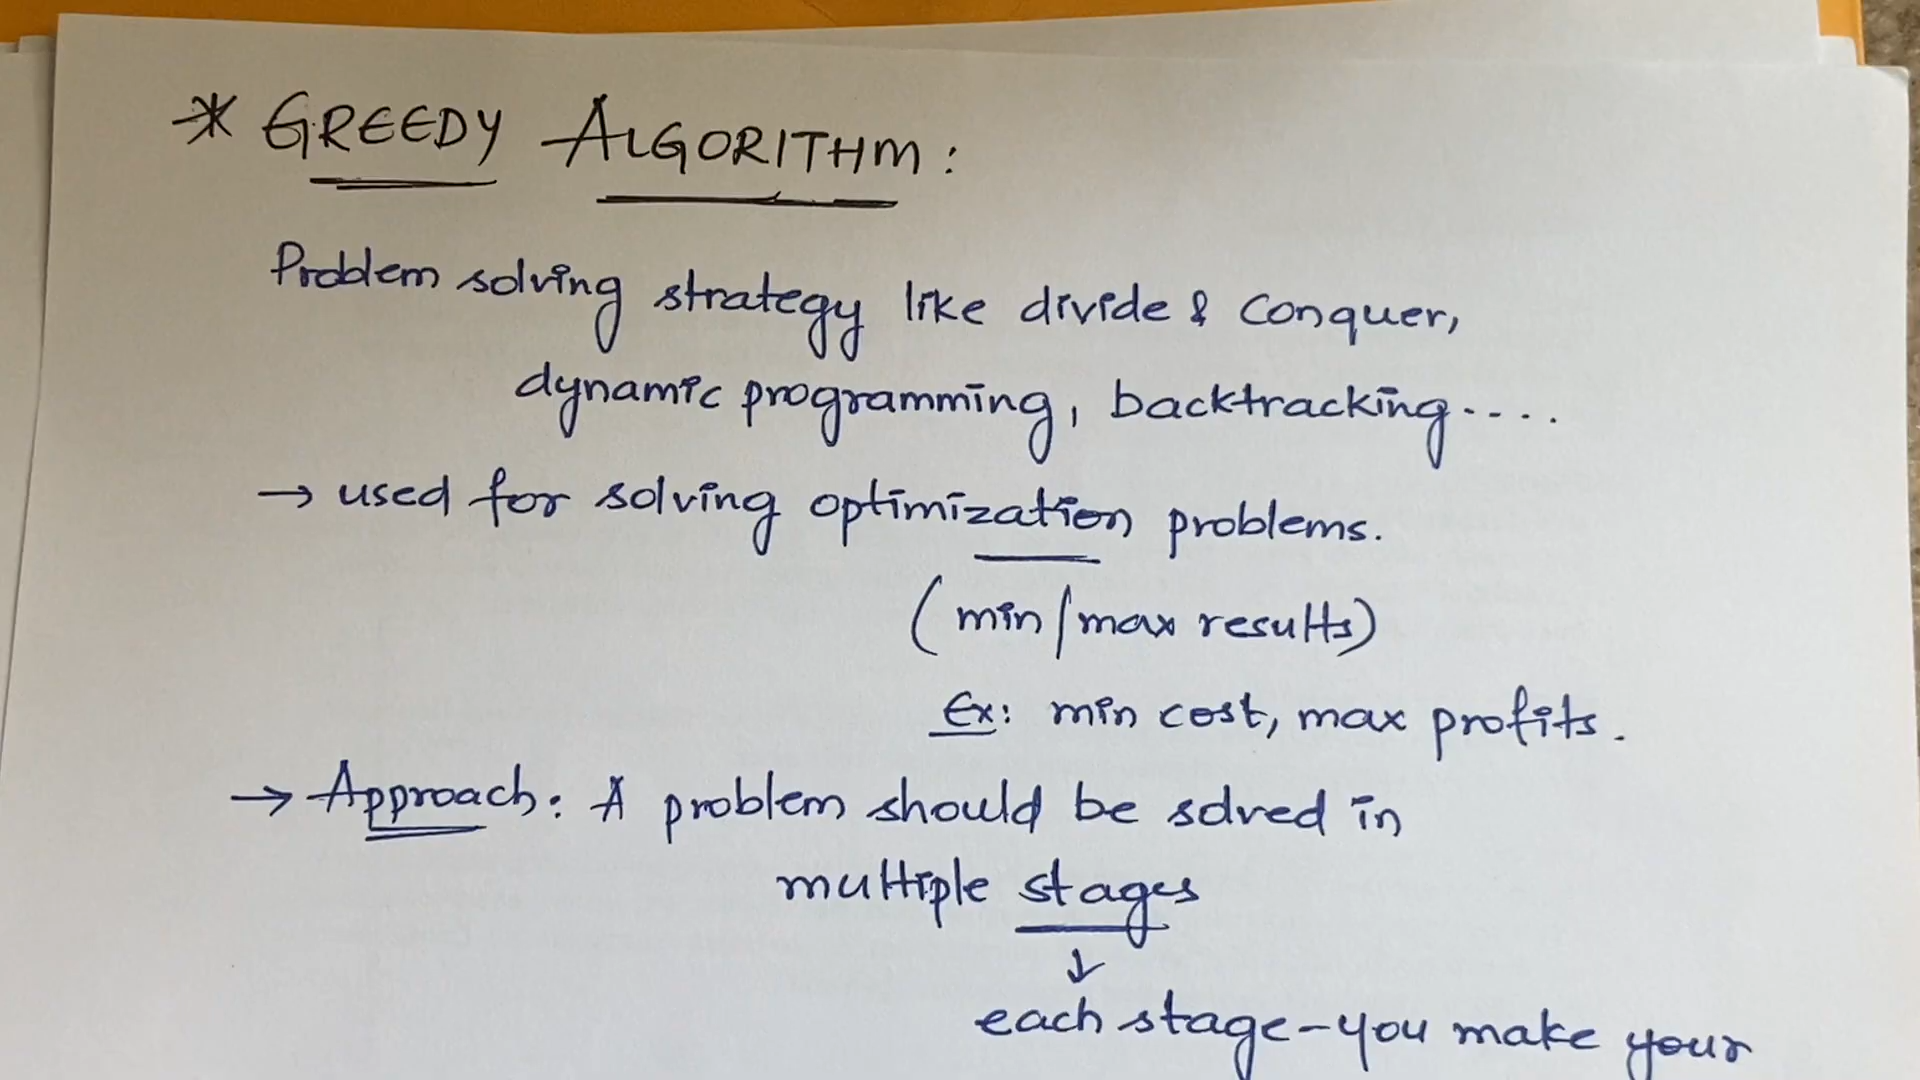 * GREEDY ALGORITHM:
Problem solving strategy like divide & conquer,
dynamic programming, backtracking....
→ used for solving optimization problems.
(min/max results)
Ex: min cost, max profits.
→ Approach: A problem should be solved in
multiple stages
↓
each stage-you make your